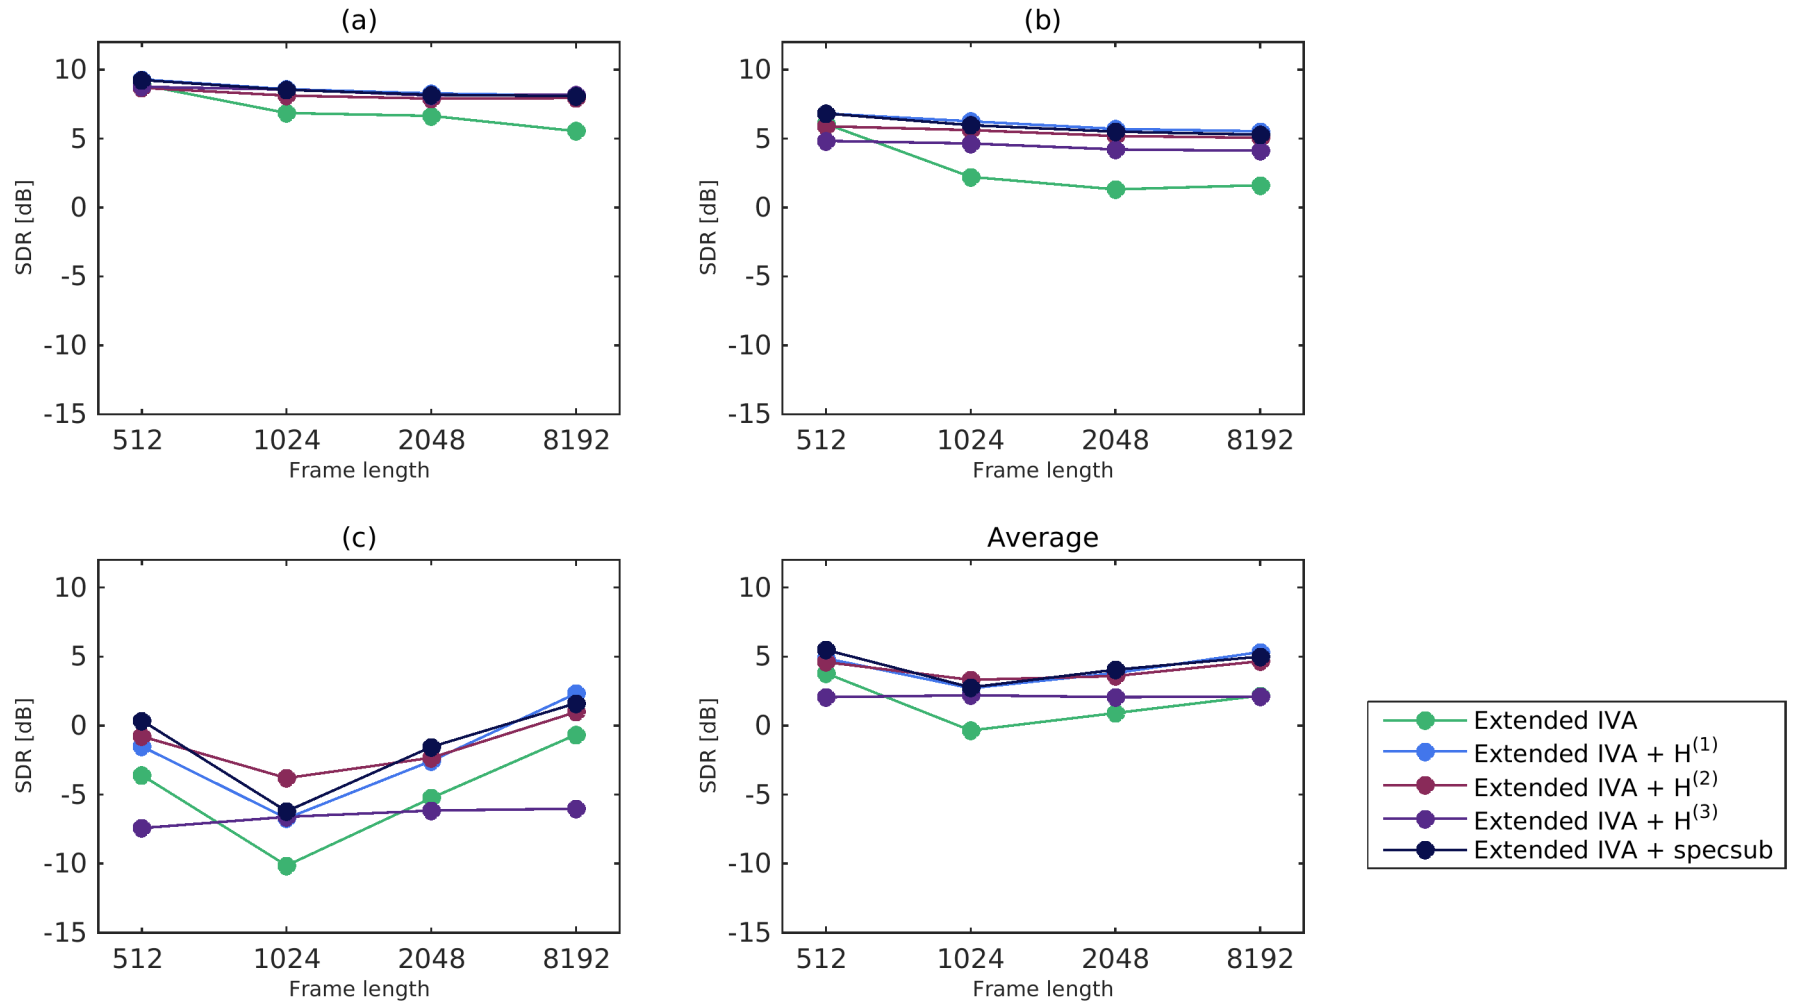 (a)
10
5
0
-5
-10
-15
SDR [dB]
512 1024 2048 8192
Frame length
(b)
10
5
0
-5
-10
-15
SDR [dB]
512 1024 2048 8192
Frame length
(c)
10
5
0
-5
-10
-15
SDR [dB]
512 1024 2048 8192
Frame length
Average
10
5
0
-5
-10
-15
SDR [dB]
512 1024 2048 8192
Frame length
Extended IVA
Extended IVA + H(1)
Extended IVA + H(2)
Extended IVA + H(3)
Extended IVA + specsub